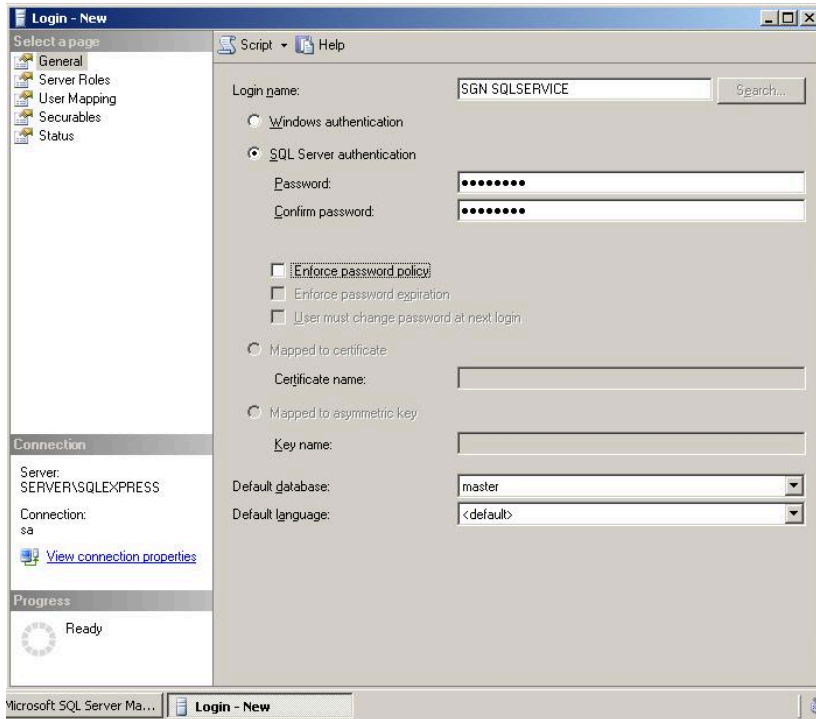 Login - New
Select a page
General
Server Roles
User Mapping
Securables
Status
Script Help
Login name: SGN SQLSERVICE Search...
Windows authentication
SQL Server authentication
Password: ●●●●●●●●
Confirm password: ●●●●●●●●
Enforce password policy
Enforce password expiration
User must change password at next login
Mapped to certificate
Certificate name:
Mapped to asymmetric key
Key name:
Default database: master
Default language: <default>
Connection
Server:
SERVER\SQLEXPRESS
Connection:
sa
View connection properties
Progress
Ready
Microsoft SQL Server Ma... Login - New